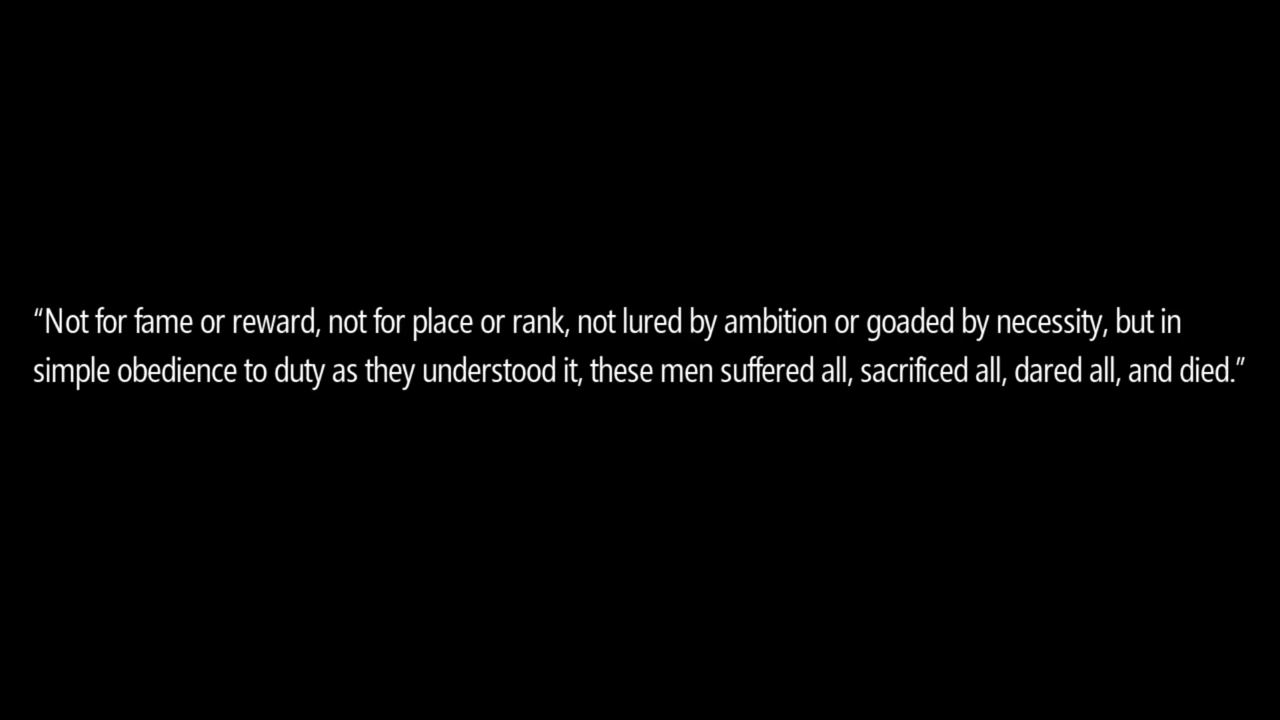 “Not for fame or reward, not for place or rank, not lured by ambition or goaded by necessity, but in
simple obedience to duty as they understood it, these men suffered all, sacrificed all, dared all, and died.”